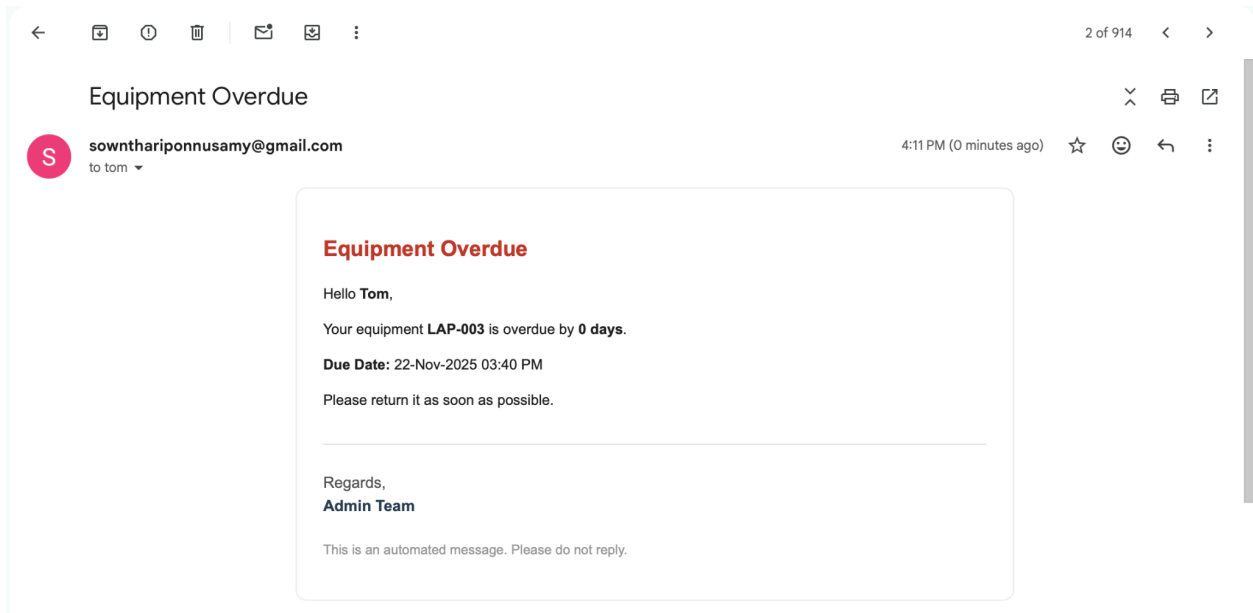 2 of 914
Equipment Overdue
S
sownthariponnusamy@gmail.com
4:11 PM (0 minutes ago)
to tom
Equipment Overdue
Hello Tom,
Your equipment LAP-003 is overdue by 0 days.
Due Date: 22-Nov-2025 03:40 PM
Please return it as soon as possible.
Regards,
Admin Team
This is an automated message. Please do not reply.